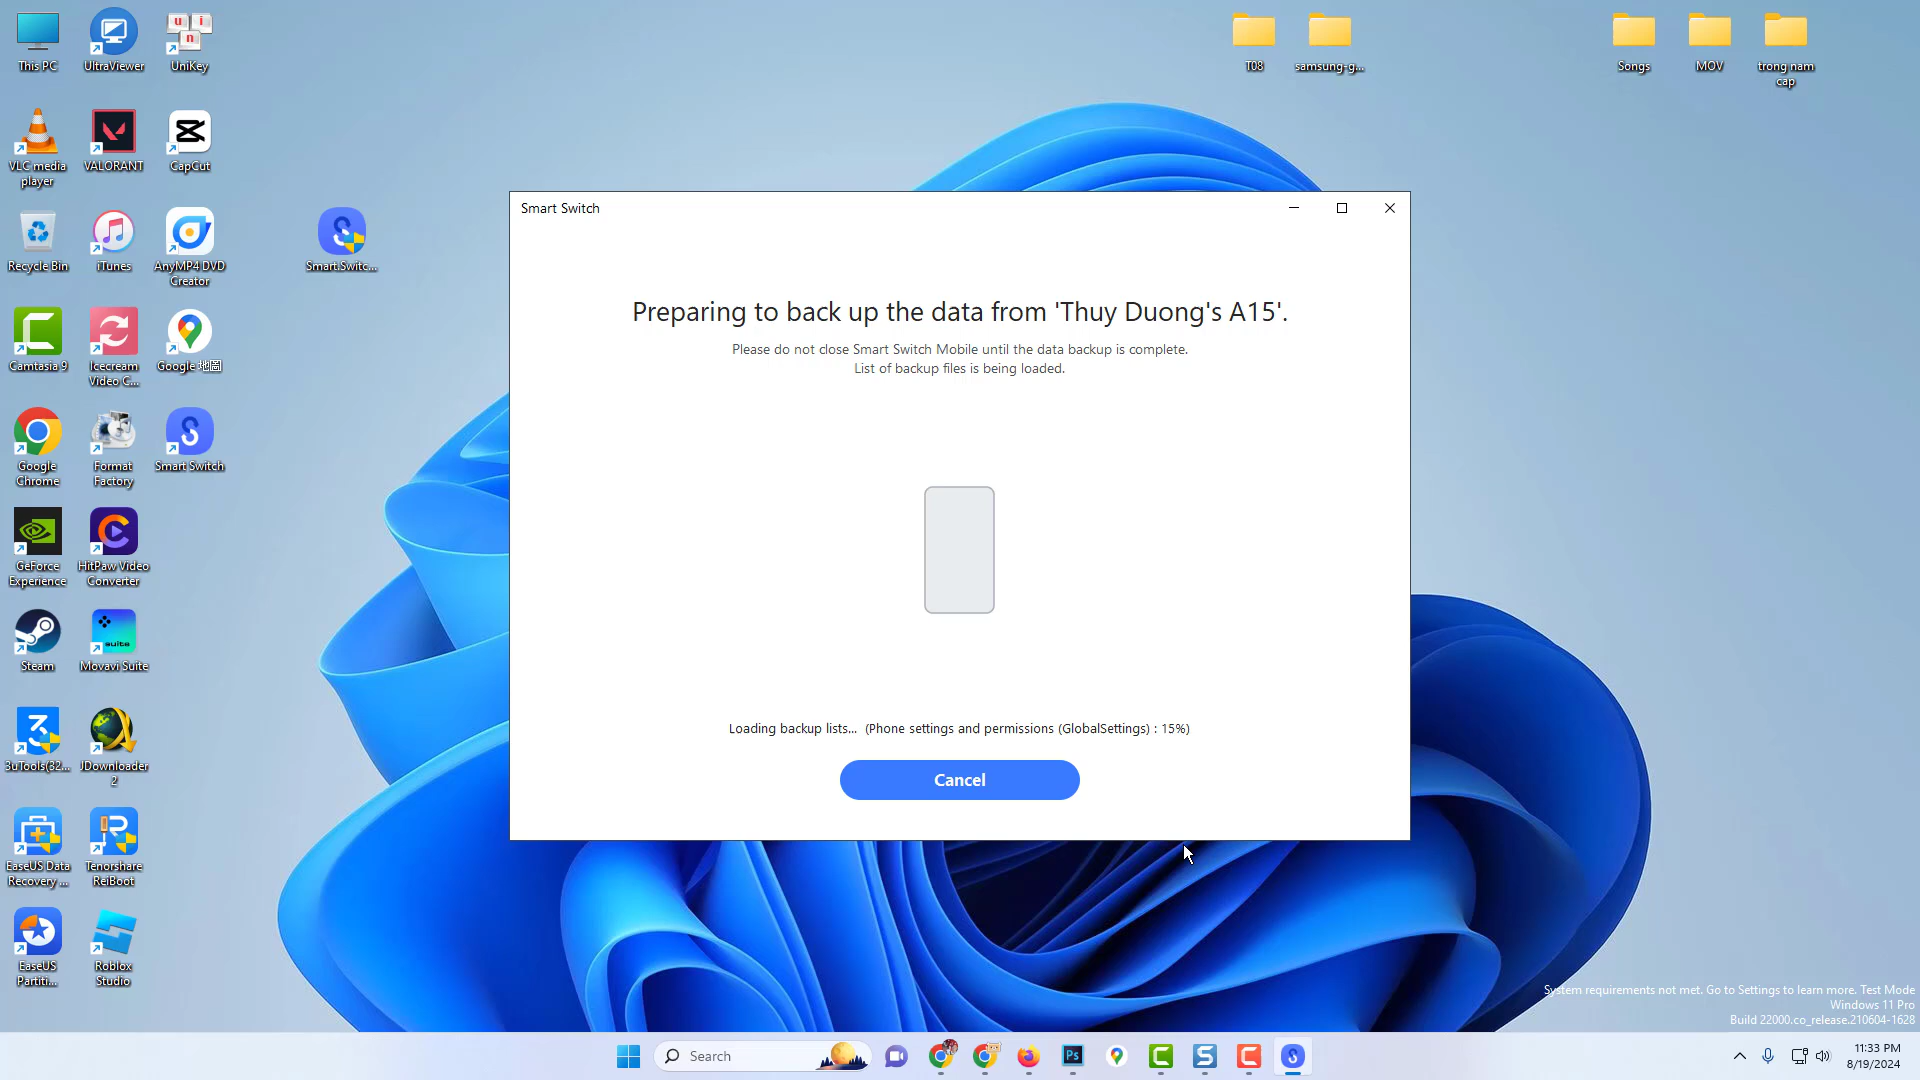 This PC
UltraViewer
UniKey
T08
samsung-g...
Songs
MOV
trong nam
cap
VLC media
player
VALORANT
CapCut
Recycle Bin
iTunes
AnyMP4 DVD
Creator
Smart.Switc...
Camtasia 9
Icecream
Video C...
Google 地圖
Google
Chrome
Format
Factory
Smart Switch
GeForce
Experience
HitPaw Video
Converter
Steam
Movavi Suite
suite
3uTools(32...
JDownloader
2
EaseUS Data
Recovery ...
Tenorshare
ReiBoot
EaseUS
Partiti...
Roblox
Studio
Smart Switch
Preparing to back up the data from 'Thuy Duong's A15'.
Please do not close Smart Switch Mobile until the data backup is complete.
List of backup files is being loaded.
Loading backup lists... (Phone settings and permissions (GlobalSettings) : 15%)
Cancel
System requirements not met. Go to Settings to learn more. Test Mode
Windows 11 Pro
Build 22000.co_release.210604-1628
Search
Ps
11:33 PM
8/19/2024